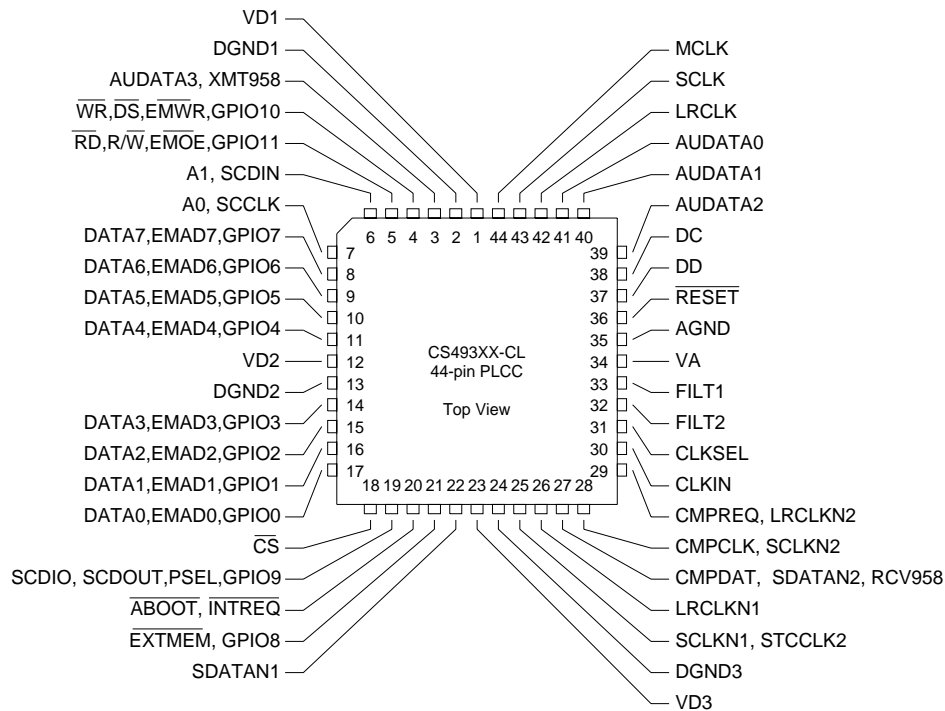 VD1
DGND1
AUDATA3, XMT958
WR,DS,EMWR,GPIO10
RD,R/W,EMOE,GPIO11
A1, SCDIN
A0, SCCLK
DATA7,EMAD7,GPIO7
DATA6,EMAD6,GPIO6
DATA5,EMAD5,GPIO5
DATA4,EMAD4,GPIO4
VD2
DGND2
DATA3,EMAD3,GPIO3
DATA2,EMAD2,GPIO2
DATA1,EMAD1,GPIO1
DATA0,EMAD0,GPIO0
CS
SCDIO, SCDOUT,PSEL,GPIO9
ABOOT, INTREQ
EXTMEM, GPIO8
SDATAN1
6 5 4 3 2 1 44 43 42 41 40
7
8
9
10
11
12
13
14
15
16
17
CS493XX-CL
44-pin PLCC
Top View
39
38
37
36
35
34
33
32
31
30
29
18 19 20 21 22 23 24 25 26 27 28
MCLK
SCLK
LRCLK
AUDATA0
AUDATA1
AUDATA2
DC
DD
RESET
AGND
VA
FILT1
FILT2
CLKSEL
CLKIN
CMPREQ, LRCLKN2
CMPCLK, SCLKN2
CMPDAT, SDATAN2, RCV958
LRCLKN1
SCLKN1, STCCLK2
DGND3
VD3